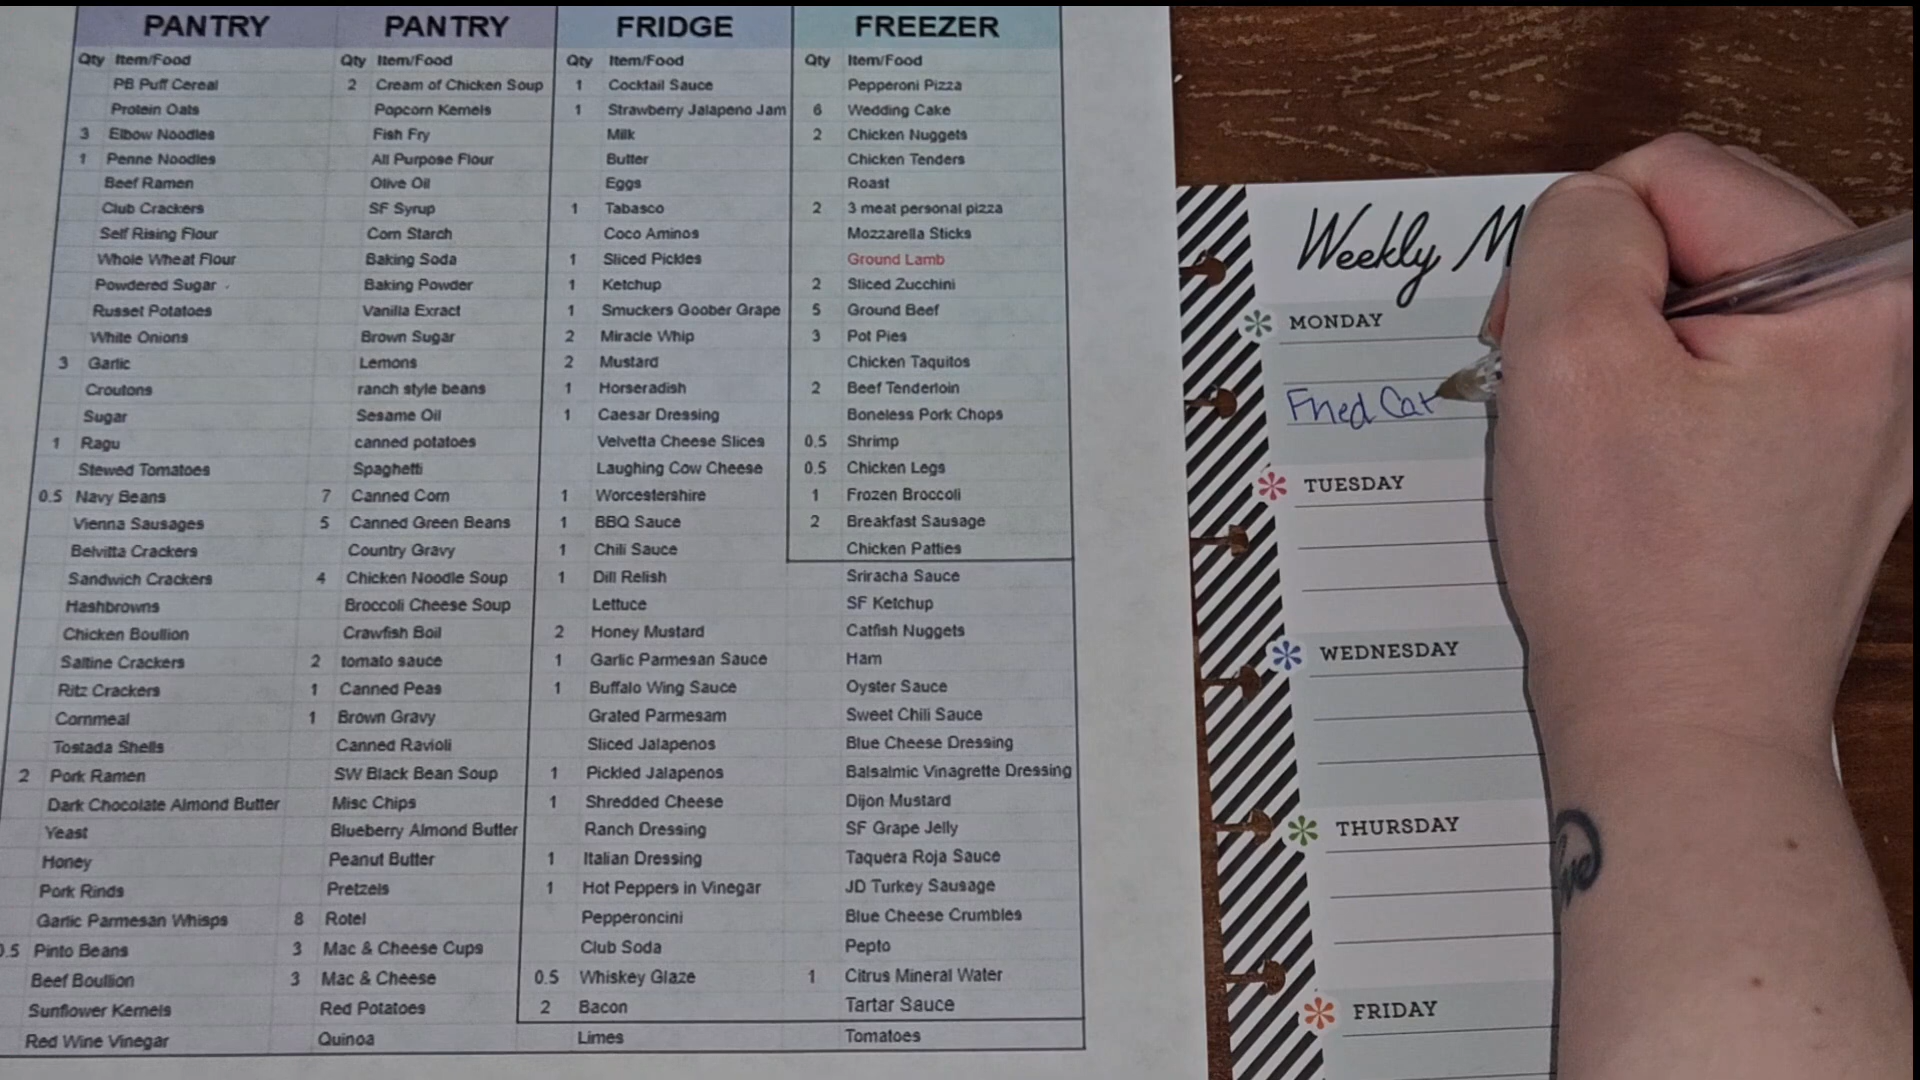 PANTRY PANTRY FRIDGE FREEZER
Qty Item/Food Qty Item/Food Qty Item/Food Qty Item/Food
PB Puff Cereal 2 Cream of Chicken Soup 1 Cocktail Sauce Pepperoni Pizza
Protein Oats Popcorn Kernels 1 Strawberry Jalapeno Jam 6 Wedding Cake
3 Elbow Noodles Fish Fry Milk 2 Chicken Nuggets
1 Penne Noodles All Purpose Flour Butter Chicken Tenders
Beef Ramen Olive Oil Eggs Roast
Club Crackers SF Syrup 1 Tabasco 2 3 meat personal pizza
Self Rising Flour Corn Starch Coco Aminos Mozzarella Sticks
Whole Wheat Flour Baking Soda 1 Sliced Pickles Ground Lamb
Powdered Sugar Baking Powder 1 Ketchup 2 Sliced Zucchini
Russet Potatoes Vanilla Exract 1 Smuckers Goober Grape 5 Ground Beef
White Onions Brown Sugar 2 Miracle Whip 3 Pot Pies
3 Garlic Lemons 2 Mustard Chicken Taquitos
Croutons ranch style beans 1 Horseradish 2 Beef Tenderloin
Sugar Sesame Oil 1 Caesar Dressing Boneless Pork Chops
1 Ragu canned potatoes Velvetta Cheese Slices 0.5 Shrimp
Stewed Tomatoes Spaghetti Laughing Cow Cheese 0.5 Chicken Legs
0.5 Navy Beans 7 Canned Corn 1 Worcestershire 1 Frozen Broccoli
Vienna Sausages 5 Canned Green Beans 1 BBQ Sauce 2 Breakfast Sausage
Belvitta Crackers Country Gravy 1 Chili Sauce Chicken Patties
Sandwich Crackers 4 Chicken Noodle Soup 1 Dill Relish Sriracha Sauce
Hashbrowns Broccoli Cheese Soup Lettuce SF Ketchup
Chicken Boullion Crawfish Boil 2 Honey Mustard Catfish Nuggets
Saltine Crackers 2 tomato sauce 1 Garlic Parmesan Sauce Ham
Ritz Crackers 1 Canned Peas 1 Buffalo Wing Sauce Oyster Sauce
Cornmeal 1 Brown Gravy Grated Parmesam Sweet Chili Sauce
Tostada Shells Canned Ravioli Sliced Jalapenos Blue Cheese Dressing
2 Pork Ramen SW Black Bean Soup 1 Pickled Jalapenos Balsalmic Vinagrette Dressing
Dark Chocolate Almond Butter Misc Chips 1 Shredded Cheese Dijon Mustard
Yeast Blueberry Almond Butter Ranch Dressing SF Grape Jelly
Honey Peanut Butter 1 Italian Dressing Taquera Roja Sauce
Pork Rinds Pretzels 1 Hot Peppers in Vinegar JD Turkey Sausage
Garlic Parmesan Whisps 8 Rotel Pepperoncini Blue Cheese Crumbles
0.5 Pinto Beans 3 Mac & Cheese Cups Club Soda Pepto
Beef Boullion 3 Mac & Cheese 0.5 Whiskey Glaze 1 Citrus Mineral Water
Sunflower Kernels Red Potatoes 2 Bacon Tartar Sauce
Red Wine Vinegar Quinoa Limes Tomatoes
Weekly M
MONDAY
Fried Cat
TUESDAY
WEDNESDAY
THURSDAY
FRIDAY